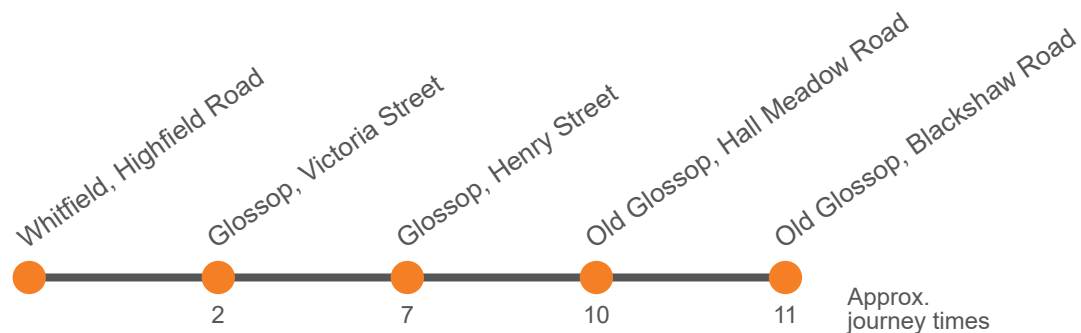 Whitfield, Highfield Road
Glossop, Victoria Street
Glossop, Henry Street
Old Glossop, Hall Meadow Road
Old Glossop, Blackshaw Road
2
7
10
11
Approx.
journey times